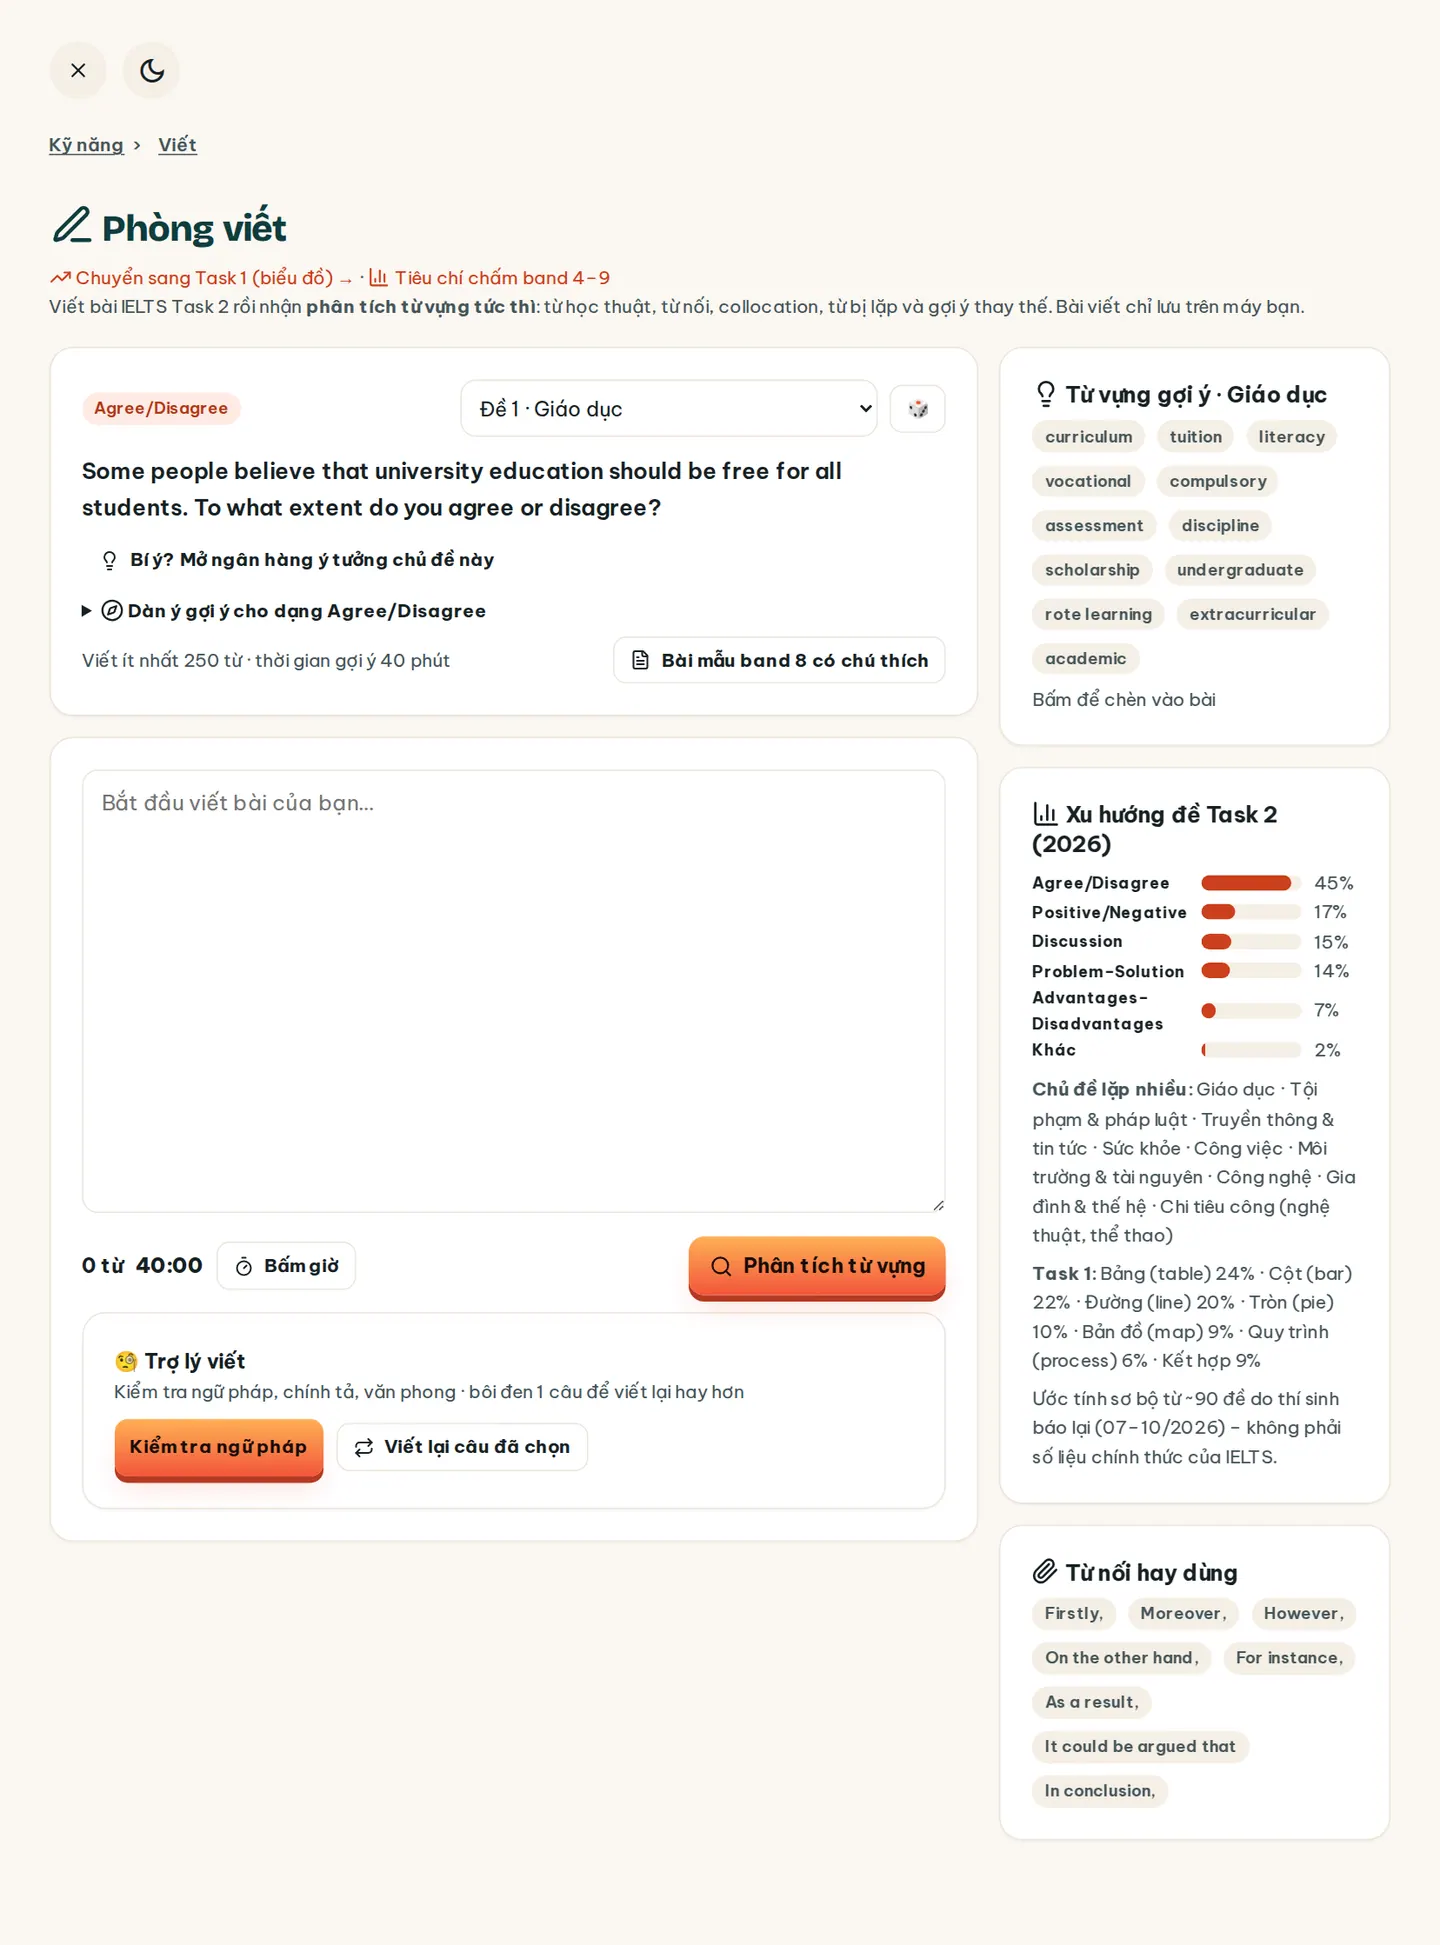 Kỹ năng › Viết
Phòng viết
Chuyển sang Task 1 (biểu đồ) → · Tiêu chí chấm band 4–9
Viết bài IELTS Task 2 rồi nhận phân tích từ vựng tức thì: từ học thuật, từ nối, collocation, từ bị lặp và gợi ý thay thế. Bài viết chỉ lưu trên máy bạn.
Agree/Disagree
Đề 1 · Giáo dục
Some people believe that university education should be free for all
students. To what extent do you agree or disagree?
Bí ý? Mở ngân hàng ý tưởng chủ đề này
Dàn ý gợi ý cho dạng Agree/Disagree
Viết ít nhất 250 từ · thời gian gợi ý 40 phút
Bài mẫu band 8 có chú thích
Bắt đầu viết bài của bạn...
0 từ 40:00
Bấm giờ
Phân tích từ vựng
Trợ lý viết
Kiểm tra ngữ pháp, chính tả, văn phong · bôi đen 1 câu để viết lại hay hơn
Kiểm tra ngữ pháp
Viết lại câu đã chọn
Từ vựng gợi ý · Giáo dục
curriculum tuition literacy
vocational compulsory
assessment discipline
scholarship undergraduate
rote learning extracurricular
academic
Bấm để chèn vào bài
Xu hướng đề Task 2
(2026)
Agree/Disagree 45%
Positive/Negative 17%
Discussion 15%
Problem–Solution 14%
Advantages–
Disadvantages 7%
Khác 2%
Chủ đề lặp nhiều: Giáo dục · Tội
phạm & pháp luật · Truyền thông &
tin tức · Sức khỏe · Công việc · Môi
trường & tài nguyên · Công nghệ · Gia
đình & thế hệ · Chi tiêu công (nghệ
thuật, thể thao)
Task 1: Bảng (table) 24% · Cột (bar)
22% · Đường (line) 20% · Tròn (pie)
10% · Bản đồ (map) 9% · Quy trình
(process) 6% · Kết hợp 9%
Ước tính sơ bộ từ ~90 đề do thí sinh
báo lại (07–10/2026) – không phải
số liệu chính thức của IELTS.
Từ nối hay dùng
Firstly, Moreover, However,
On the other hand, For instance,
As a result,
It could be argued that
In conclusion,